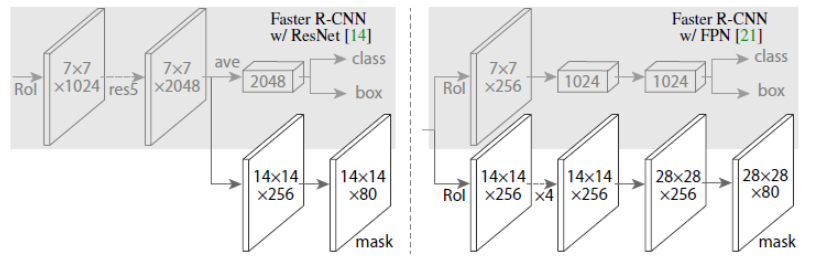 Faster R-CNN
w/ ResNet [14]
RoI
7×7
×1024
res5
7×7
×2048
ave
2048
class
box
14×14
×256
14×14
×80
mask
Faster R-CNN
w/ FPN [21]
RoI
7×7
×256
1024
1024
class
box
RoI
14×14
×256
×4
14×14
×256
28×28
×256
28×28
×80
mask